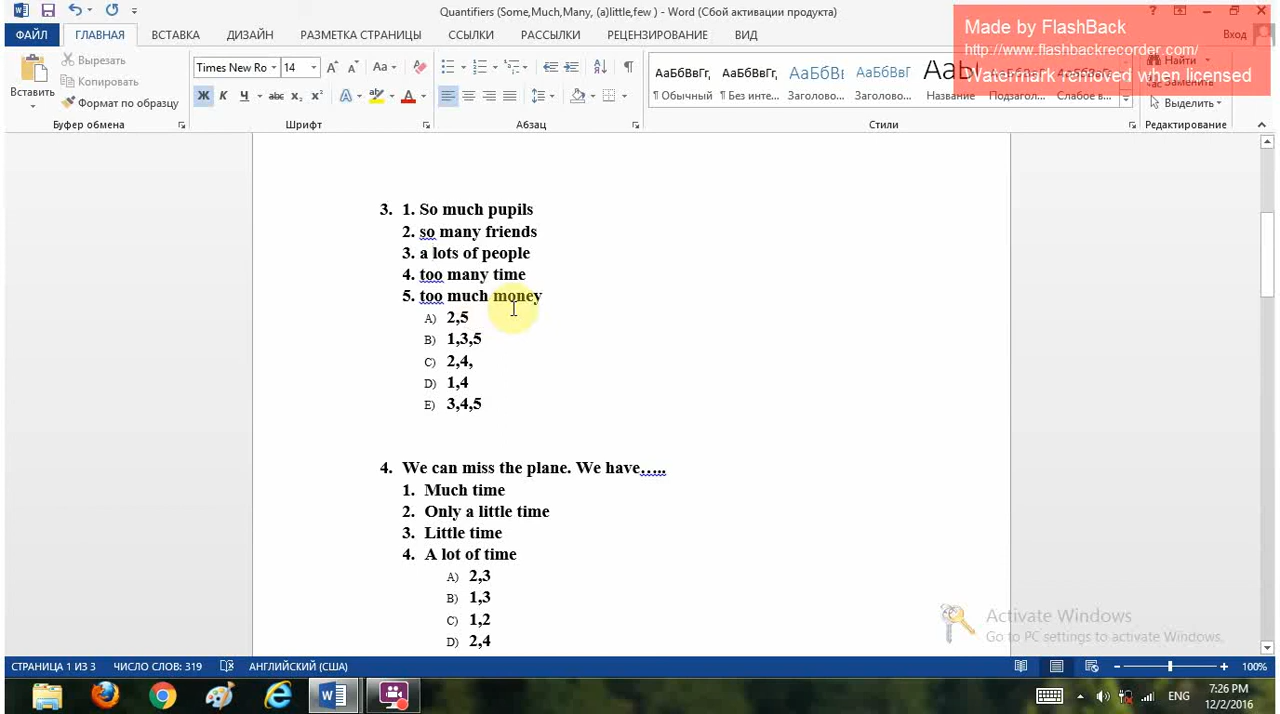 Quantifiers (Some,Much,Many, (a)little,few ) - Word (Сбой активации продукта)
Made by FlashBack
http://www.flashbackrecorder.com/
Watermark removed when licensed
ФАЙЛ ГЛАВНАЯ ВСТАВКА ДИЗАЙН РАЗМЕТКА СТРАНИЦЫ ССЫЛКИ РАССЫЛКИ РЕЦЕНЗИРОВАНИЕ ВИД Вход
Вставить
Вырезать
Копировать
Формат по образцу
Буфер обмена
Times New Ro 14
Шрифт
Абзац
АаБбВвГг, АаБбВвГг, АаБбВв АаБбВвГ
¶ Обычный ¶ Без инте... Заголово... Заголово... Название Подзагол... Слабое в...
Стили
Найти
Заменить
Выделить
Редактирование
3. 1. So much pupils
2. so many friends
3. a lots of people
4. too many time
5. too much money
A) 2,5
B) 1,3,5
C) 2,4,
D) 1,4
E) 3,4,5
4. We can miss the plane. We have…..
1. Much time
2. Only a little time
3. Little time
4. A lot of time
A) 2,3
B) 1,3
C) 1,2
D) 2,4
Activate Windows
Go to PC settings to activate Windows.
СТРАНИЦА 1 ИЗ 3 ЧИСЛО СЛОВ: 319 АНГЛИЙСКИЙ (США) 100%
ENG 7:26 PM
12/2/2016